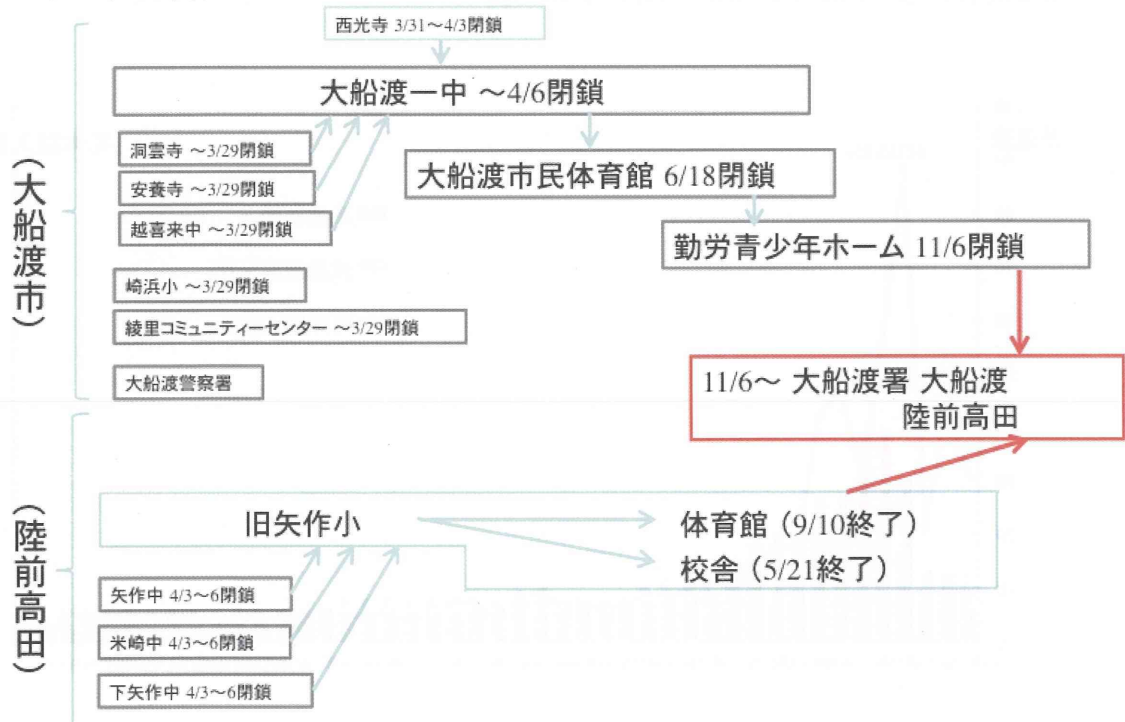 (大船渡市)
西光寺 3/31～4/3閉鎖
大船渡一中 ～4/6閉鎖
洞雲寺 ～3/29閉鎖
安養寺 ～3/29閉鎖
越喜来中 ～3/29閉鎖
崎浜小 ～3/29閉鎖
綾里コミュニティーセンター ～3/29閉鎖
大船渡警察署
大船渡市民体育館 6/18閉鎖
勤労青少年ホーム 11/6閉鎖
11/6～ 大船渡署 大船渡
陸前高田
(陸前高田)
旧矢作小
体育館（9/10終了）
校舎（5/21終了）
矢作中 4/3～6閉鎖
米崎中 4/3～6閉鎖
下矢作中 4/3～6閉鎖